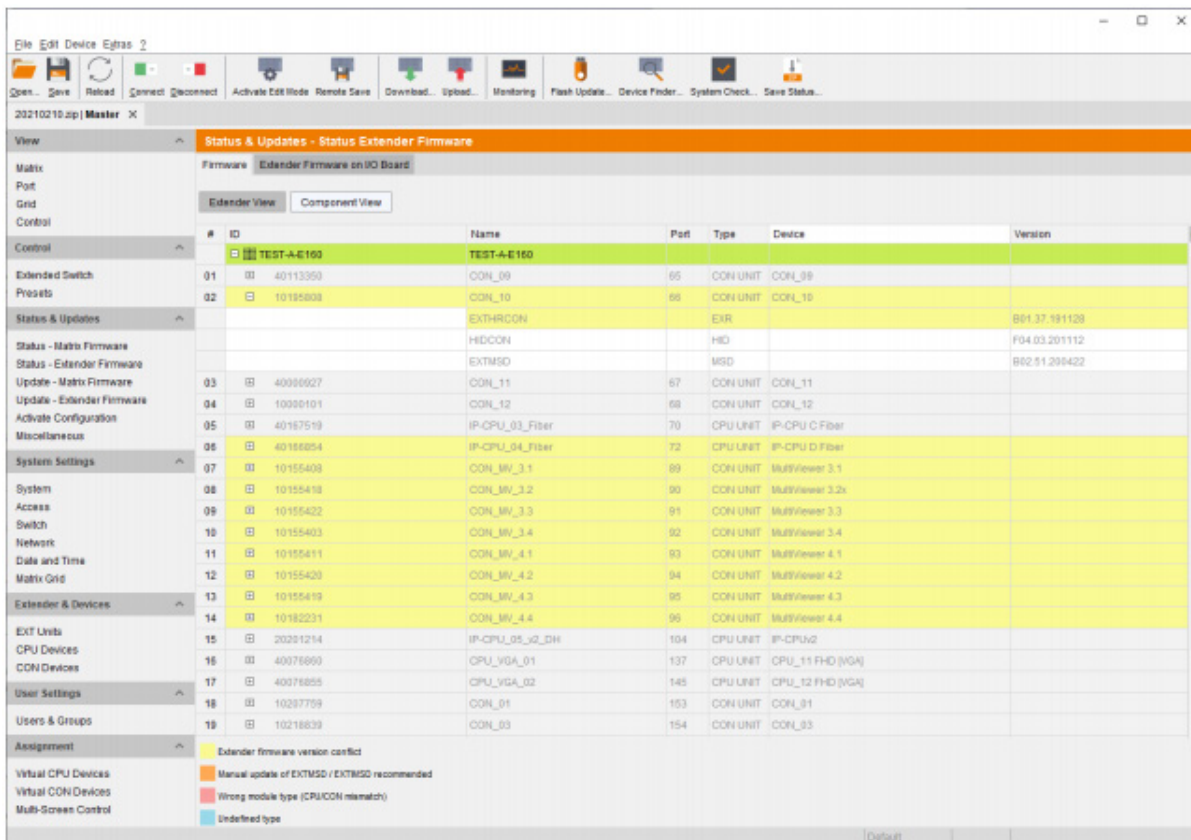 File Edit Device Extras ?
Open... Save Reload Connect Disconnect Activate Edit Mode Remote Save Download... Upload... Monitoring Flash Update... Device Finder... System Check... Save Status...
20210210.zip | Master X
View
Matrix
Port
Grid
Control
Control
Extended Switch
Presets
Status & Updates
Status - Matrix Firmware
Status - Extender Firmware
Update - Matrix Firmware
Update - Extender Firmware
Activate Configuration
Miscellaneous
System Settings
System
Access
Switch
Network
Date and Time
Matrix Grid
Extender & Devices
EXT Units
CPU Devices
CON Devices
User Settings
Users & Groups
Assignment
Virtual CPU Devices
Virtual CON Devices
Multi-Screen Control
Status & Updates - Status Extender Firmware
Firmware Extender Firmware on I/O Board
Extender View Component View
# ID Name Port Type Device Version
TEST-A-E160 TEST-A-E160
01 40113350 CON_09 65 CON UNIT CON_09
02 10195808 CON_10 66 CON UNIT CON_10
EXTHRCON EXR B01.37.191128
HIDCON HID F04.03.201112
EXTMSD MSD B02.51.200422
03 40000927 CON_11 67 CON UNIT CON_11
04 10000101 CON_12 68 CON UNIT CON_12
05 40167519 IP-CPU_03_Fiber 70 CPU UNIT IP-CPU C Fiber
06 40166854 IP-CPU_04_Fiber 72 CPU UNIT IP-CPU D Fiber
07 10155408 CON_MV_3.1 89 CON UNIT MultiViewer 3.1
08 10155418 CON_MV_3.2 90 CON UNIT MultiViewer 3.2x
09 10155422 CON_MV_3.3 91 CON UNIT MultiViewer 3.3
10 10155403 CON_MV_3.4 92 CON UNIT MultiViewer 3.4
11 10155411 CON_MV_4.1 93 CON UNIT MultiViewer 4.1
12 10155420 CON_MV_4.2 94 CON UNIT MultiViewer 4.2
13 10155419 CON_MV_4.3 95 CON UNIT MultiViewer 4.3
14 10182231 CON_MV_4.4 96 CON UNIT MultiViewer 4.4
15 20201214 IP-CPU_05_v2_DH 104 CPU UNIT IP-CPUv2
16 40076860 CPU_VGA_01 137 CPU UNIT CPU_11 FHD [VGA]
17 40076855 CPU_VGA_02 145 CPU UNIT CPU_12 FHD [VGA]
18 10207759 CON_01 153 CON UNIT CON_01
19 10218839 CON_03 154 CON UNIT CON_03
Extender firmware version conflict
Manual update of EXTMSD / EXTIMSD recommended
Wrong module type (CPU/CON mismatch)
Undefined type
Default